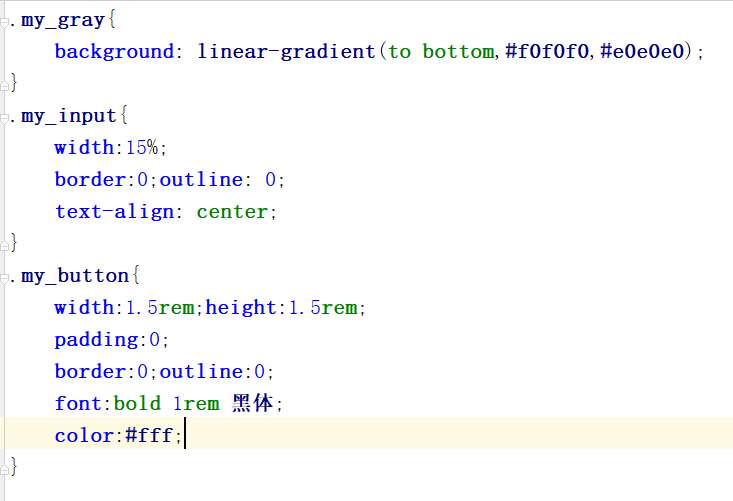 .my_gray{
background: linear-gradient(to bottom,#f0f0f0,#e0e0e0);
}
.my_input{
width:15%;
border:0;outline: 0;
text-align: center;
}
.my_button{
width:1.5rem;height:1.5rem;
padding:0;
border:0;outline:0;
font:bold 1rem 黑体;
color:#fff;
}